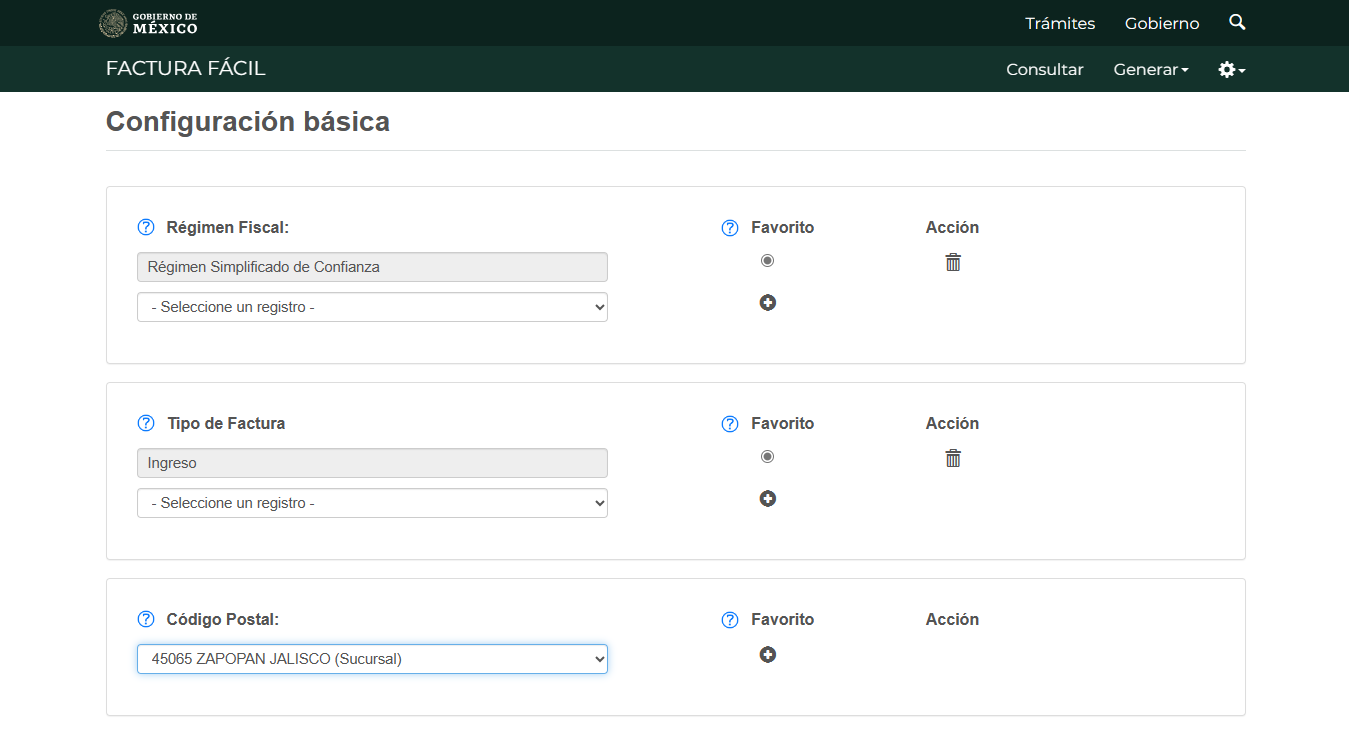 GOBIERNO DE
MÉXICO
Trámites Gobierno
FACTURA FÁCIL
Consultar Generar
Configuración básica
Régimen Fiscal: Favorito Acción
Régimen Simplificado de Confianza
- Seleccione un registro -
Tipo de Factura Favorito Acción
Ingreso
- Seleccione un registro -
Código Postal: Favorito Acción
45065 ZAPOPAN JALISCO (Sucursal)